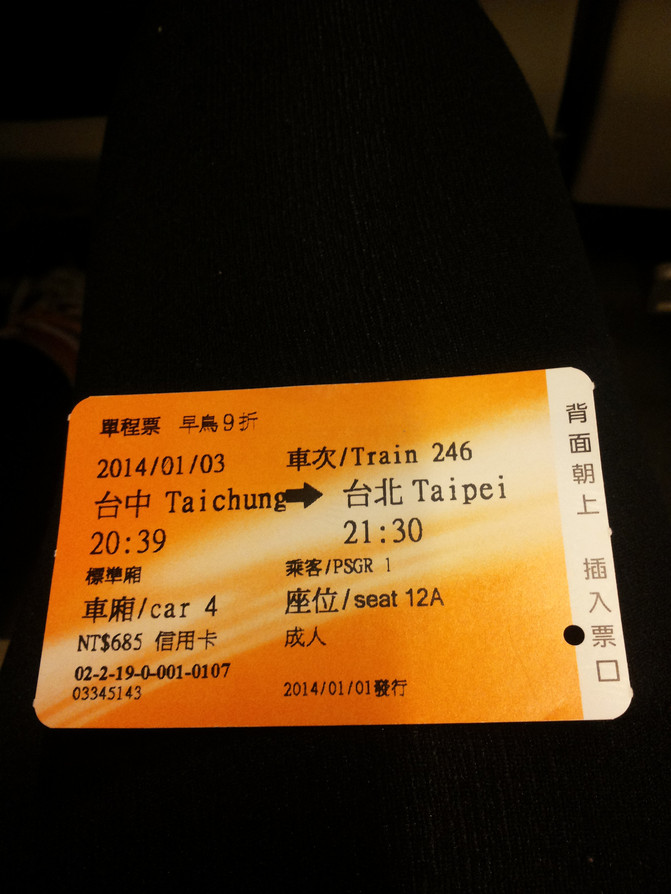 單程票 早鳥9折
2014/01/03 車次/Train 246
台中 Taichung → 台北 Taipei
20:39 21:30
標準廂 乘客/PSGR 1
車廂/car 4 座位/seat 12A
NT$685 信用卡 成人
02-2-19-0-001-0107
03345143 2014/01/01發行
背面朝上 插入票口